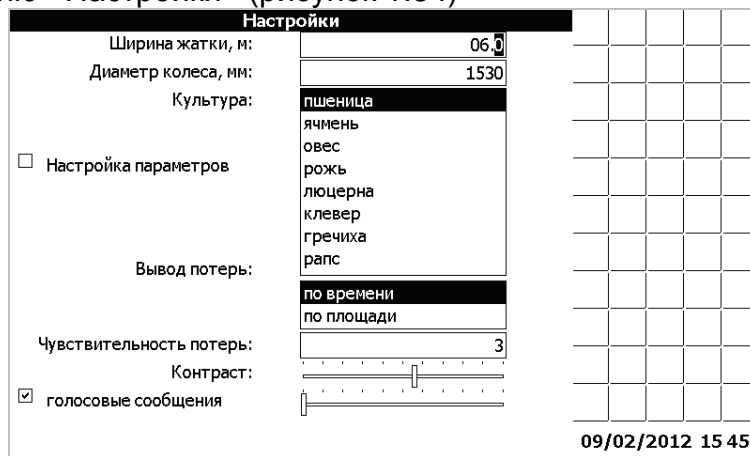 Настройки
Ширина жатки, м: 06.0
Диаметр колеса, мм: 1530
Культура: пшеница
ячмень
овес
Настройка параметров рожь
люцерна
клевер
гречиха
рапс
Вывод потерь:
по времени
по площади
Чувствительность потерь: 3
Контраст:
голосовые сообщения
09/02/2012 15 45